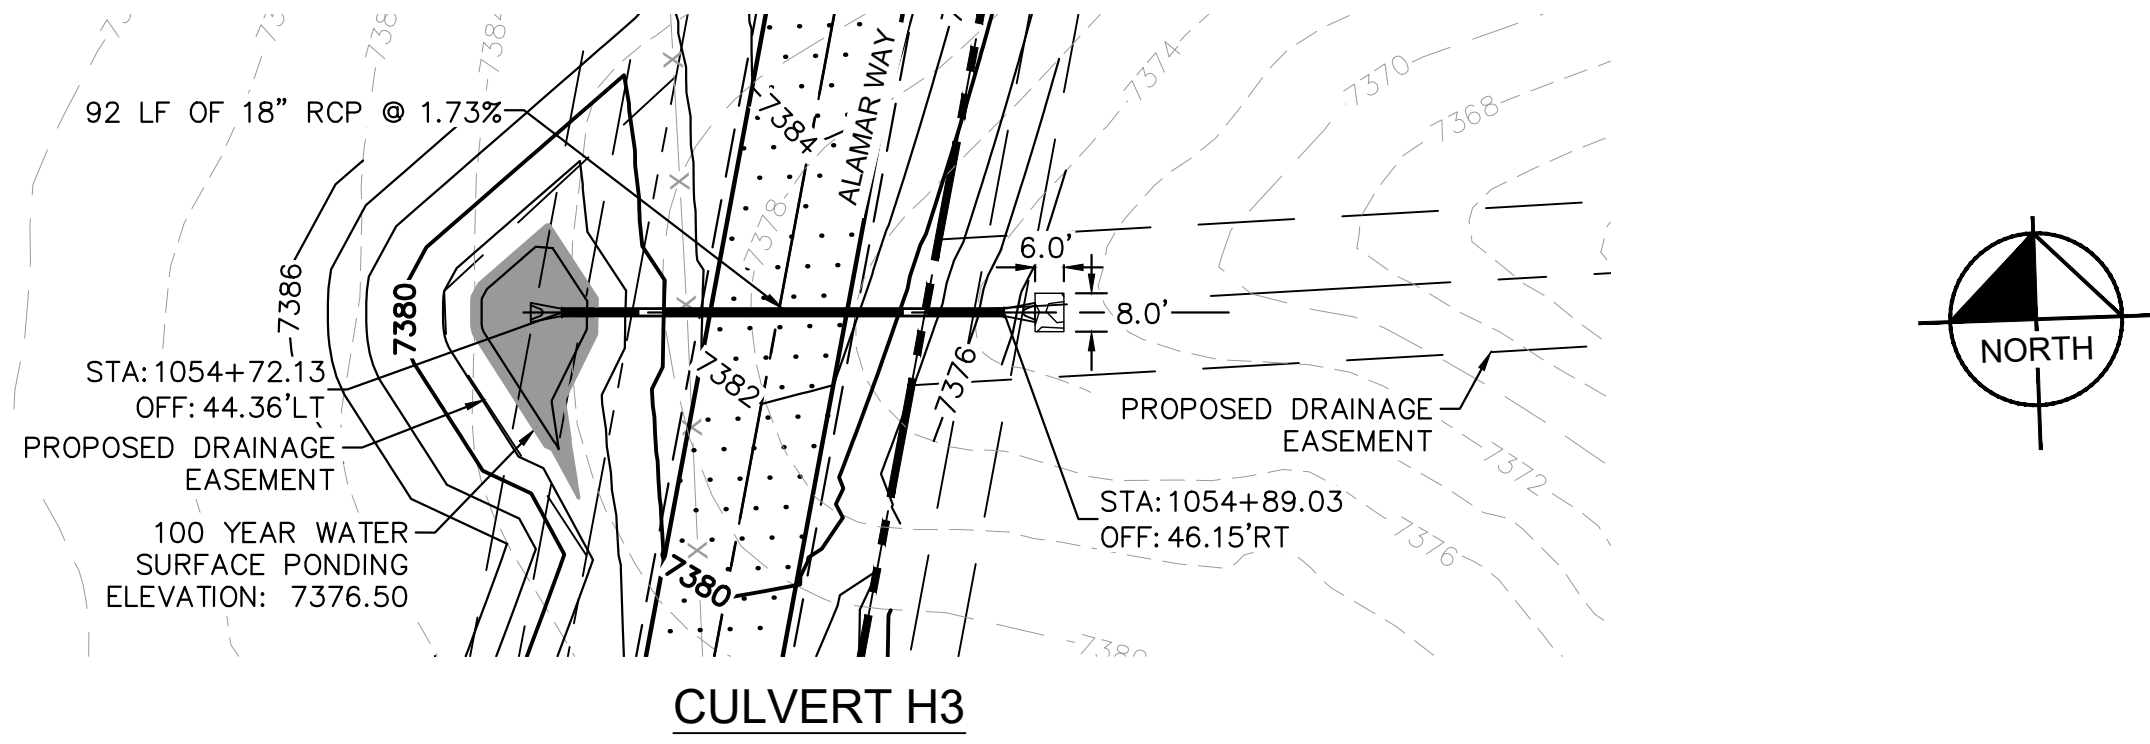 7384
7374
7370
7368
92 LF OF 18” RCP @ 1.73%
7384
ALAMAR WAY
7378
6.0'
7386
7380
8.0'
NORTH
STA: 1054+72.13
OFF: 44.36'LT
7382
7376
PROPOSED DRAINAGE
EASEMENT
PROPOSED DRAINAGE
EASEMENT
7372
STA: 1054+89.03
OFF: 46.15'RT
100 YEAR WATER
SURFACE PONDING
ELEVATION: 7376.50
7376
7380
7380
CULVERT H3